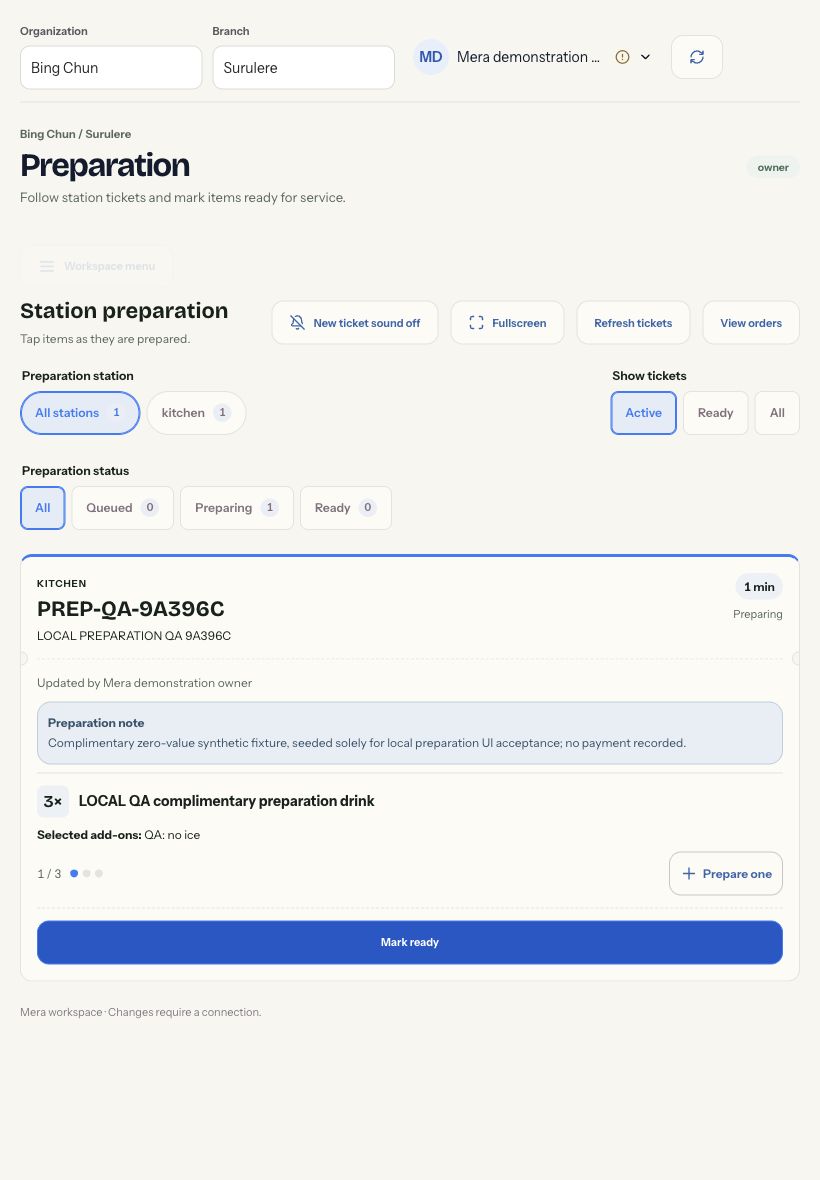 Organization
Branch
Bing Chun
Surulere
MD
Mera demonstration ...
Bing Chun / Surulere
Preparation
owner
Follow station tickets and mark items ready for service.
Workspace menu
Station preparation
Tap items as they are prepared.
New ticket sound off
Fullscreen
Refresh tickets
View orders
Preparation station
Show tickets
All stations 1
kitchen 1
Active
Ready
All
Preparation status
All
Queued 0
Preparing 1
Ready 0
KITCHEN
1 min
PREP-QA-9A396C
Preparing
LOCAL PREPARATION QA 9A396C
Updated by Mera demonstration owner
Preparation note
Complimentary zero-value synthetic fixture, seeded solely for local preparation UI acceptance; no payment recorded.
3× LOCAL QA complimentary preparation drink
Selected add-ons: QA: no ice
1 / 3
Prepare one
Mark ready
Mera workspace · Changes require a connection.